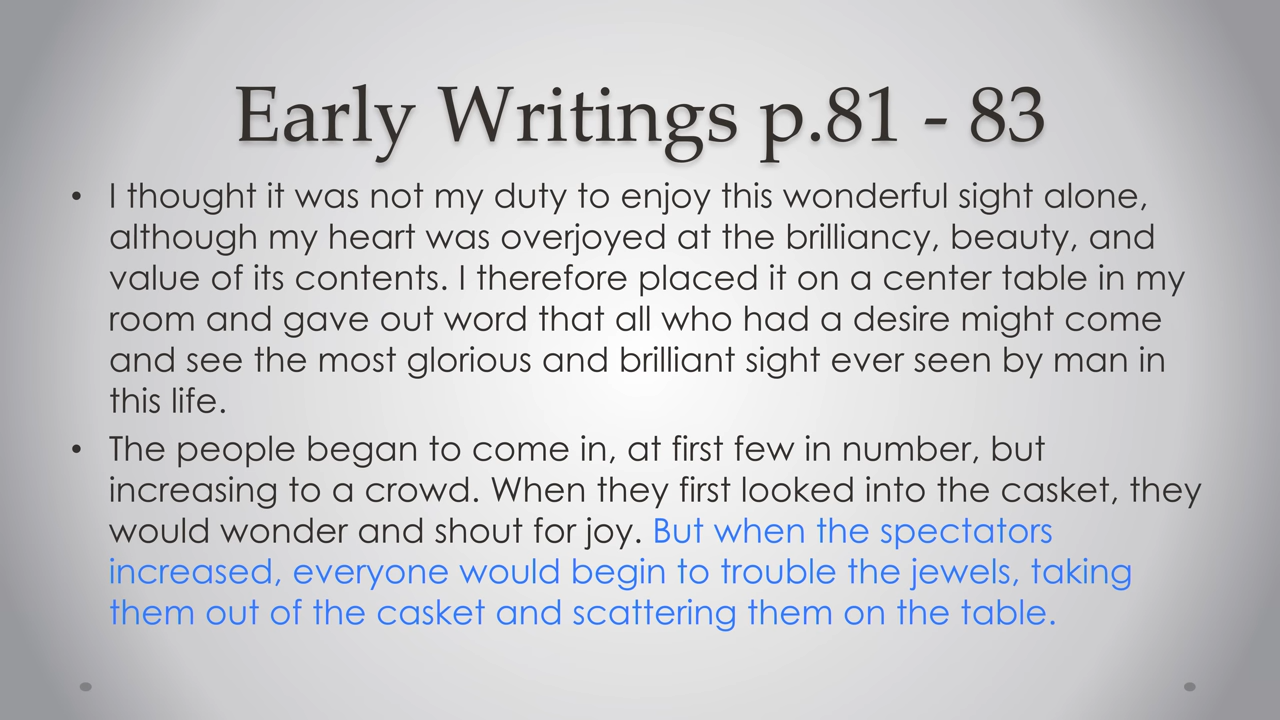 Early Writings p.81 - 83
• I thought it was not my duty to enjoy this wonderful sight alone,
although my heart was overjoyed at the brilliancy, beauty, and
value of its contents. I therefore placed it on a center table in my
room and gave out word that all who had a desire might come
and see the most glorious and brilliant sight ever seen by man in
this life.
• The people began to come in, at first few in number, but
increasing to a crowd. When they first looked into the casket, they
would wonder and shout for joy. But when the spectators
increased, everyone would begin to trouble the jewels, taking
them out of the casket and scattering them on the table.